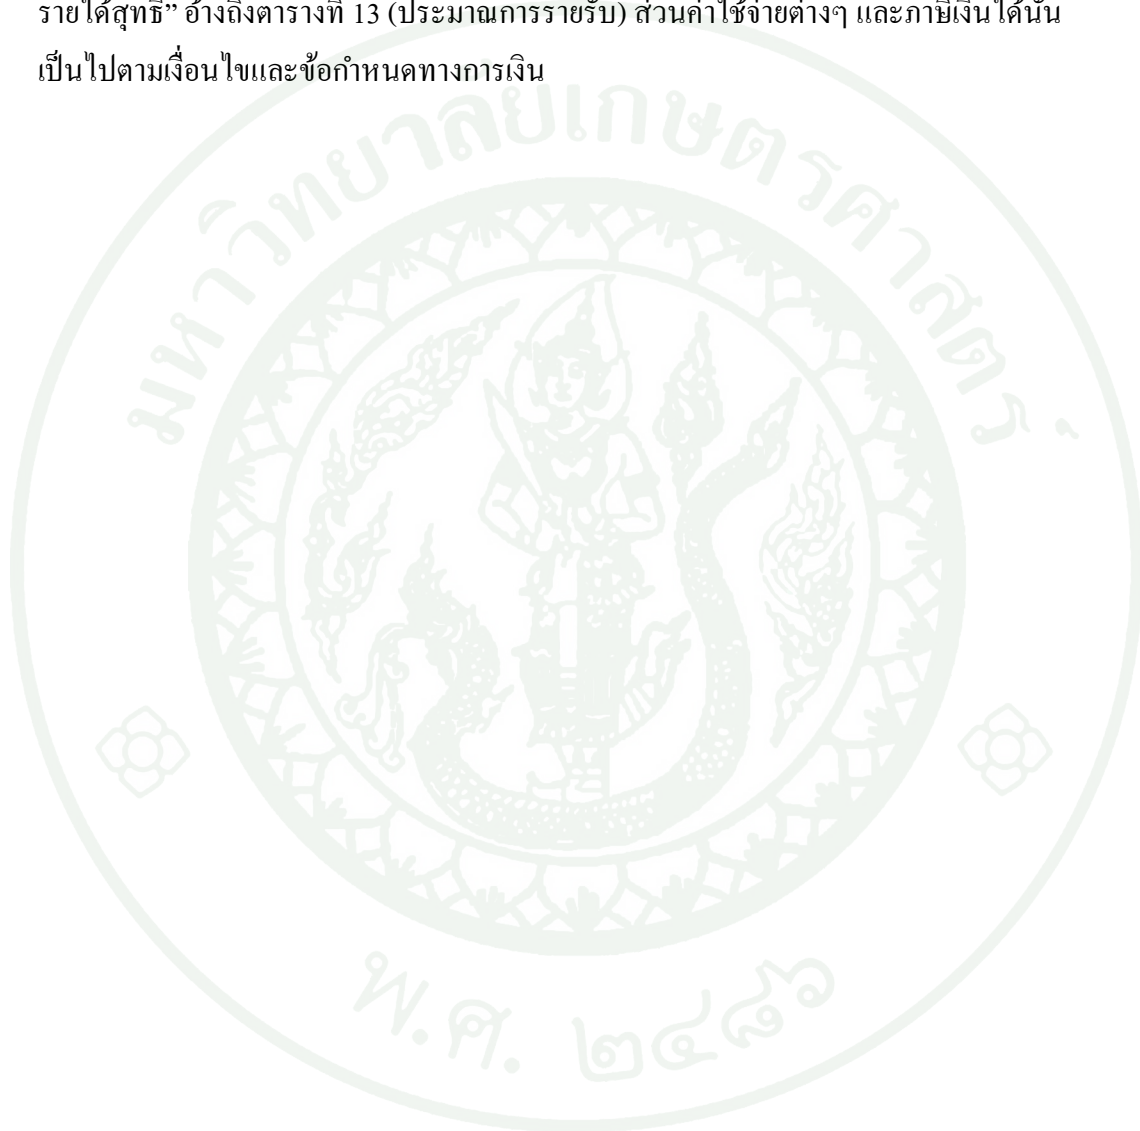 รายได้สุทธิ” อ้างถึงตารางที่ 13 (ประมาณการรายรับ) ส่วนค่าใช้จ่ายต่างๆ และภาษีเงินได้นั้น
เป็นไปตามเงื่อนไขและข้อกำหนดทางการเงิน
มหาวิทยาลัยเกษตรศาสตร์
พ.ศ. ๒๔๘๖